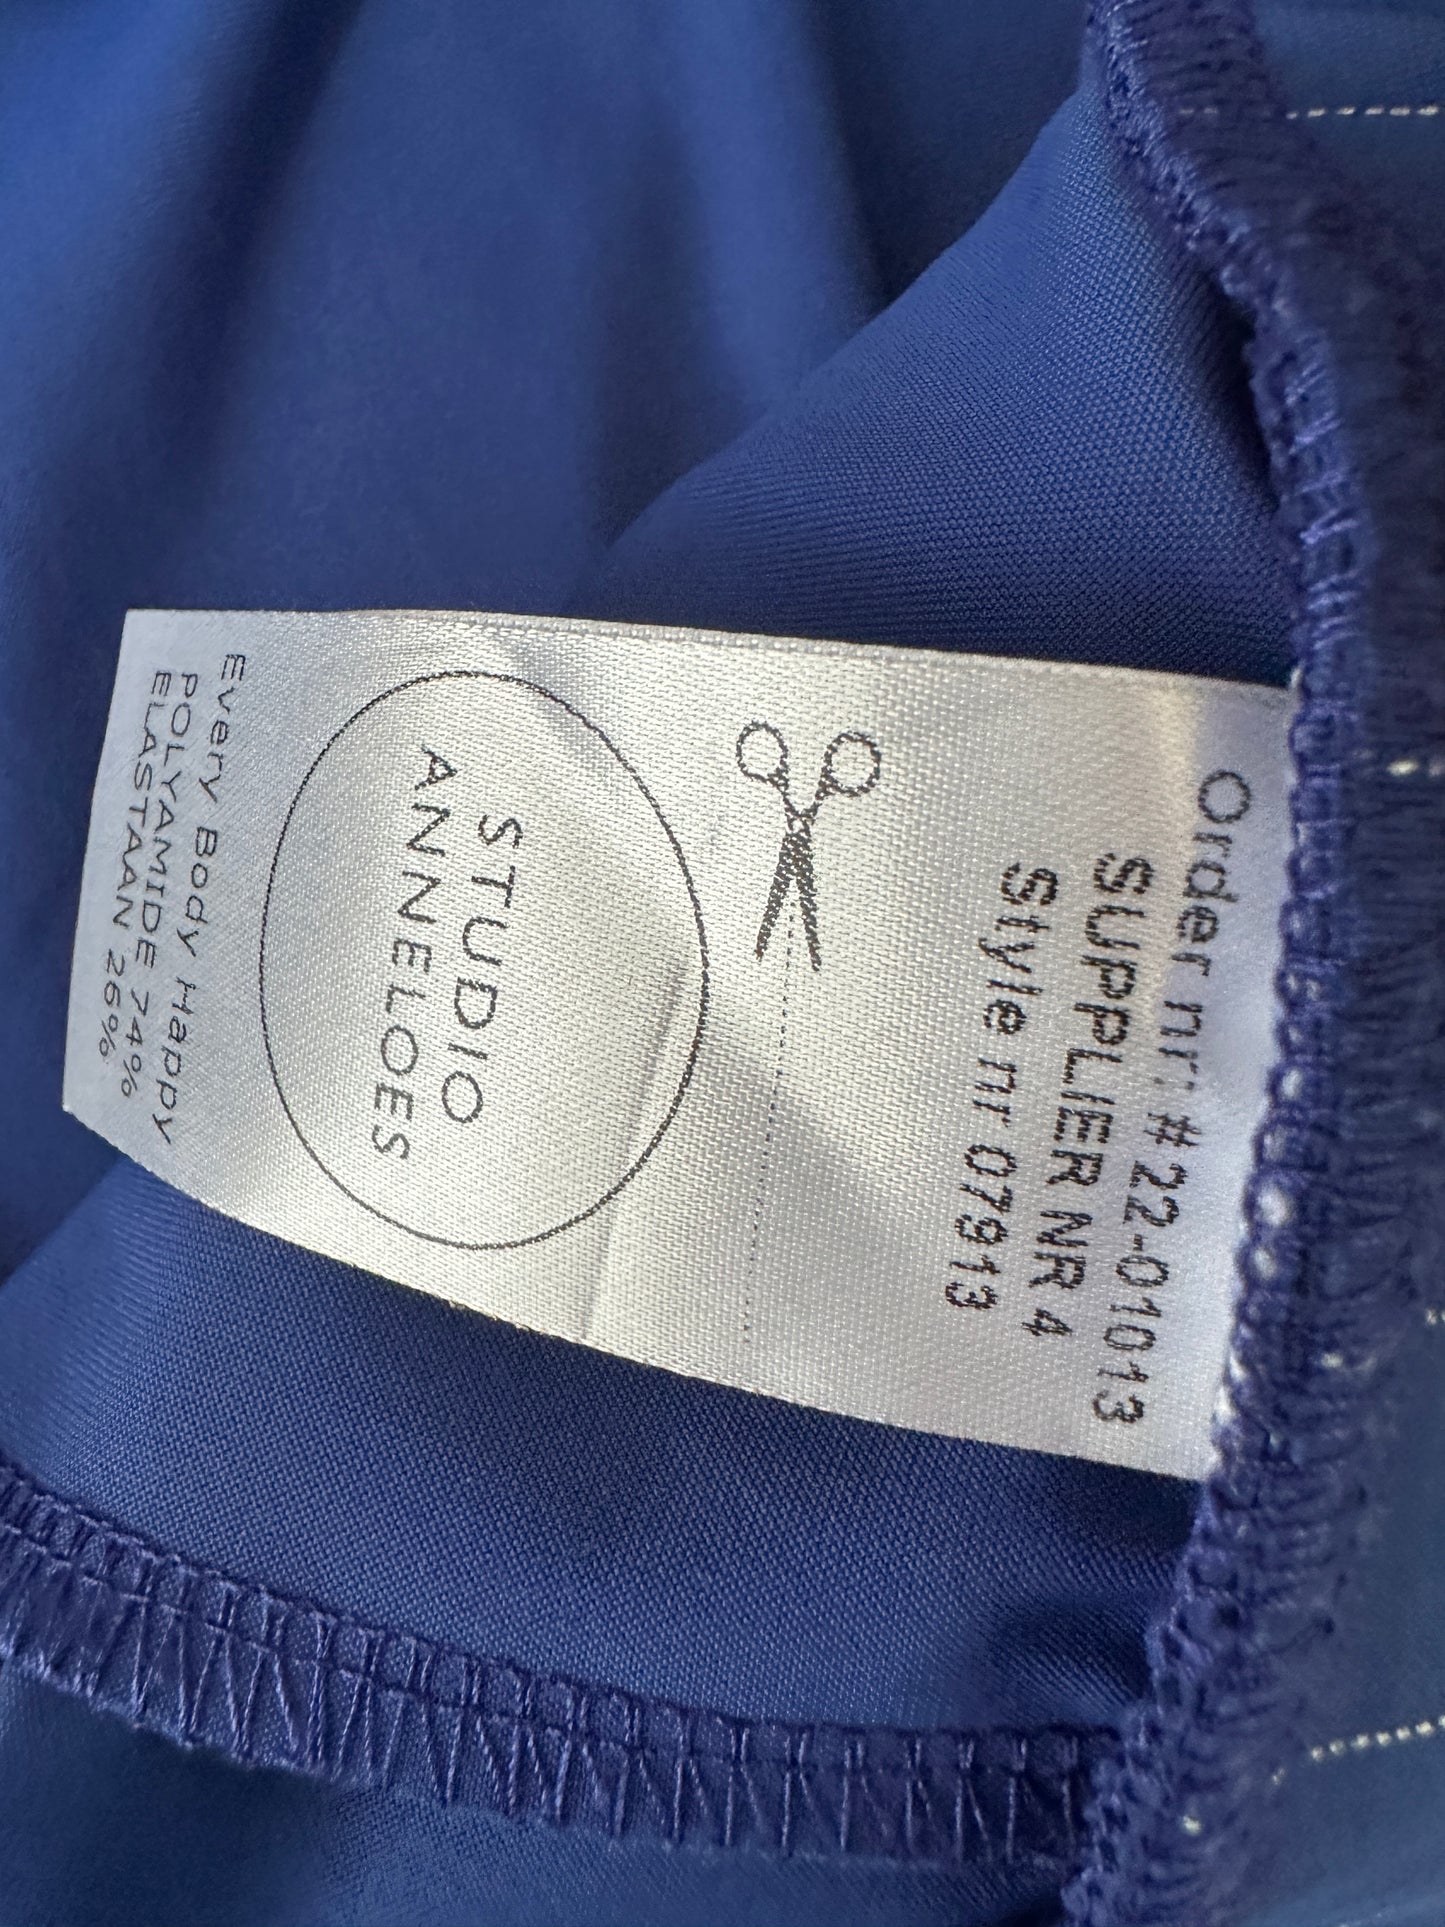 Order nr: #22-01013
SUPPLIER NR 4
Style nr 07913
STUDIO
ANNELOES
Every Body Happy
POLYAMIDE 74%
ELASTAAN 26%